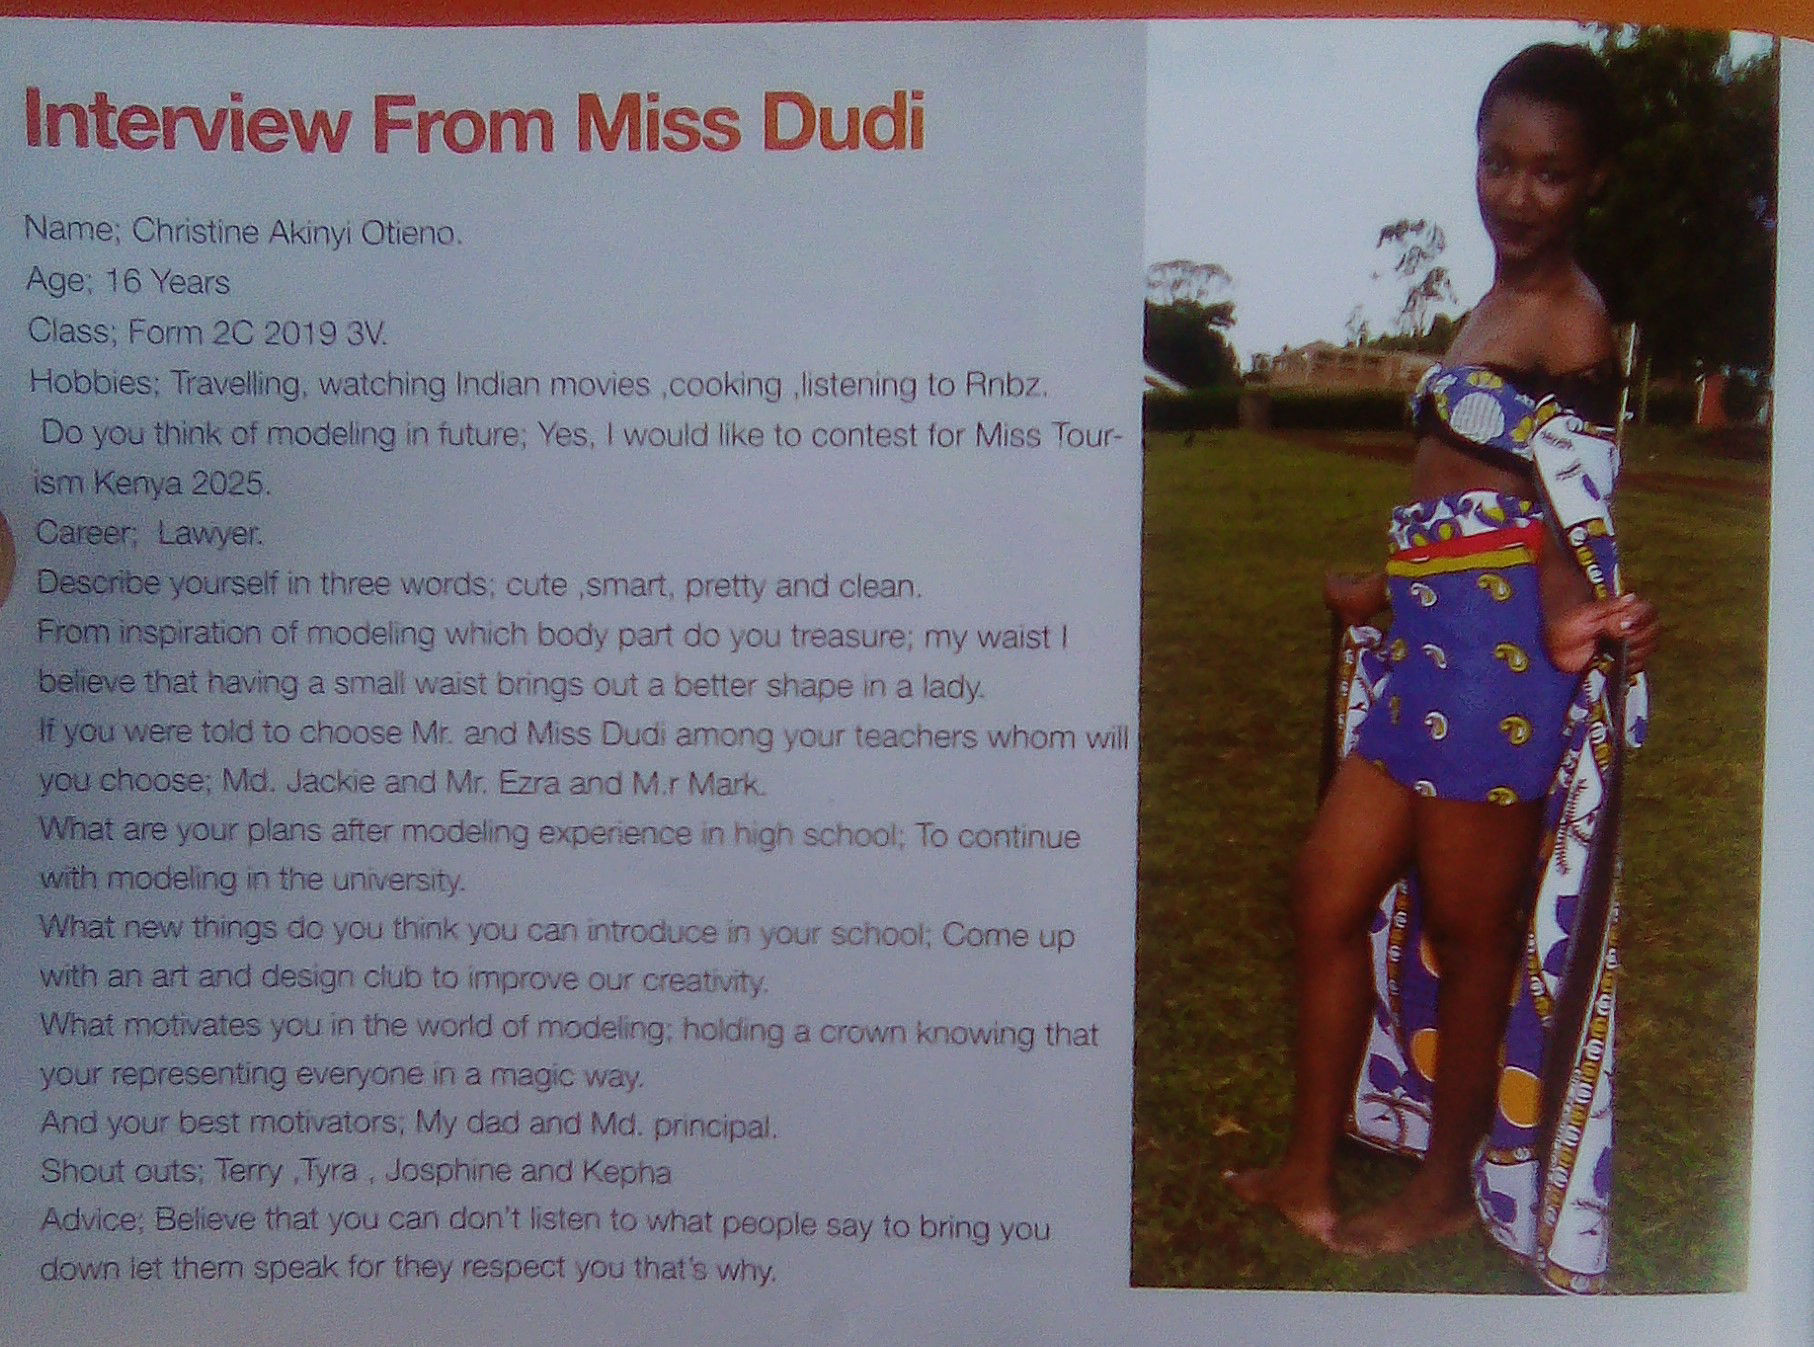 Interview From Miss Dudi
Name; Christine Akinyi Otieno.
Age; 16 Years
Class; Form 2C 2019 3V.
Hobbies; Travelling, watching Indian movies ,cooking ,listening to Rnbz.
Do you think of modeling in future; Yes, I would like to contest for Miss Tour-
ism Kenya 2025.
Career; Lawyer.
Describe yourself in three words; cute ,smart, pretty and clean.
From inspiration of modeling which body part do you treasure; my waist I
believe that having a small waist brings out a better shape in a lady.
If you were told to choose Mr. and Miss Dudi among your teachers whom will
you choose; Md. Jackie and Mr. Ezra and M.r Mark.
What are your plans after modeling experience in high school; To continue
with modeling in the university.
What new things do you think you can introduce in your school; Come up
with an art and design club to improve our creativity.
What motivates you in the world of modeling; holding a crown knowing that
your representing everyone in a magic way.
And your best motivators; My dad and Md. principal.
Shout outs; Terry ,Tyra , Josphine and Kepha
Advice; Believe that you can don't listen to what people say to bring you
down let them speak for they respect you that's why.